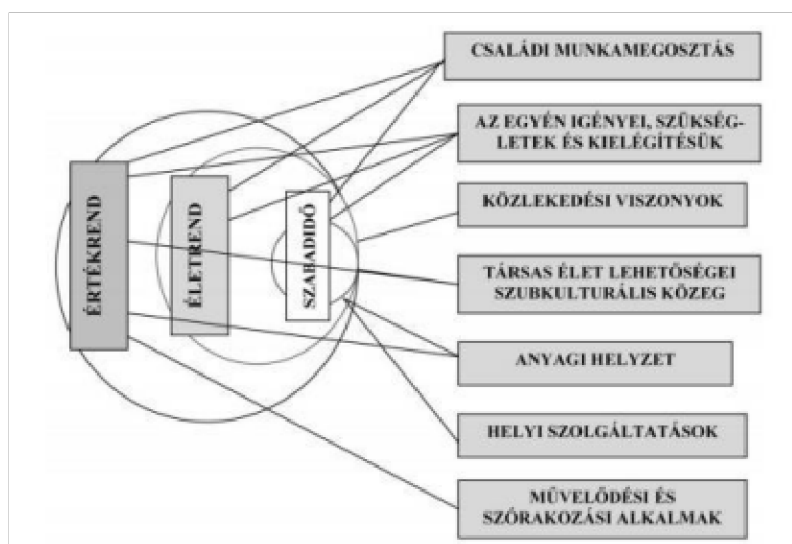 CSALÁDI MUNKAMEGOSZTÁS
AZ EGYÉN IGÉNYEI, SZÜKSÉG-
LETEK ÉS KIELÉGÍTÉSÜK
KÖZLEKEDÉSI VISZONYOK
TÁRSAS ÉLET LEHETŐSÉGEI
SZUBKULTURÁLIS KÖZEG
ANYAGI HELYZET
HELYI SZOLGÁLTATÁSOK
MŰVELŐDÉSI ÉS
SZÓRAKOZÁSI ALKALMAK
ÉRTÉKREND
ÉLETREND
SZABADIDŐ